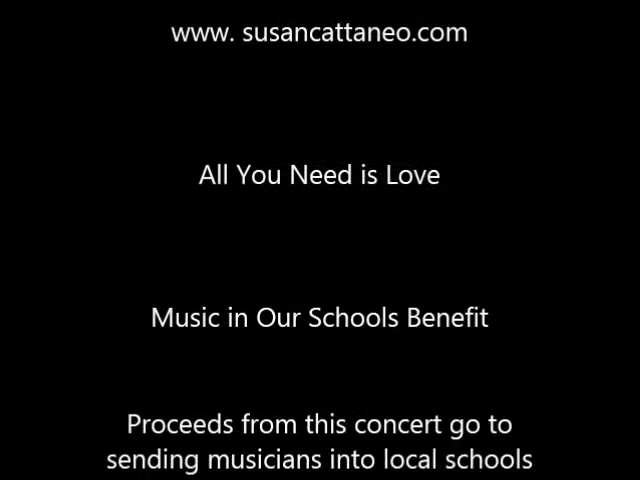 www. susancattaneo.com
All You Need is Love
Music in Our Schools Benefit
Proceeds from this concert go to
sending musicians into local schools